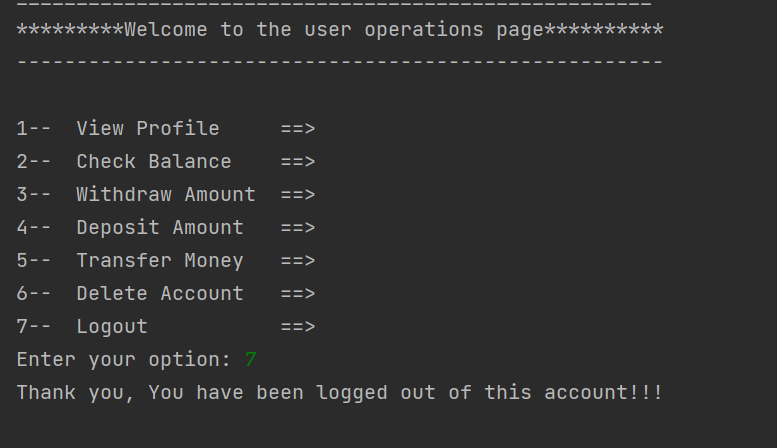 ------------------------------------------------------
*********Welcome to the user operations page**********
------------------------------------------------------
1--  View Profile     ==>
2--  Check Balance    ==>
3--  Withdraw Amount  ==>
4--  Deposit Amount   ==>
5--  Transfer Money   ==>
6--  Delete Account   ==>
7--  Logout           ==>
Enter your option: 7
Thank you, You have been logged out of this account!!!